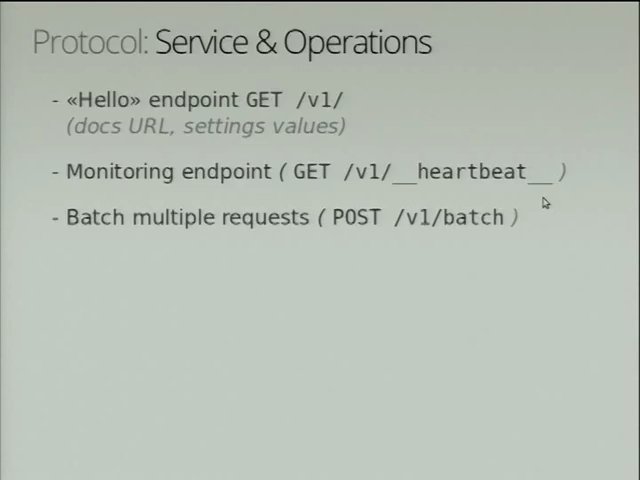 Protocol: Service & Operations
- «Hello» endpoint GET /v1/
(docs URL, settings values)
- Monitoring endpoint ( GET /v1/__heartbeat__ )
- Batch multiple requests ( POST /v1/batch )